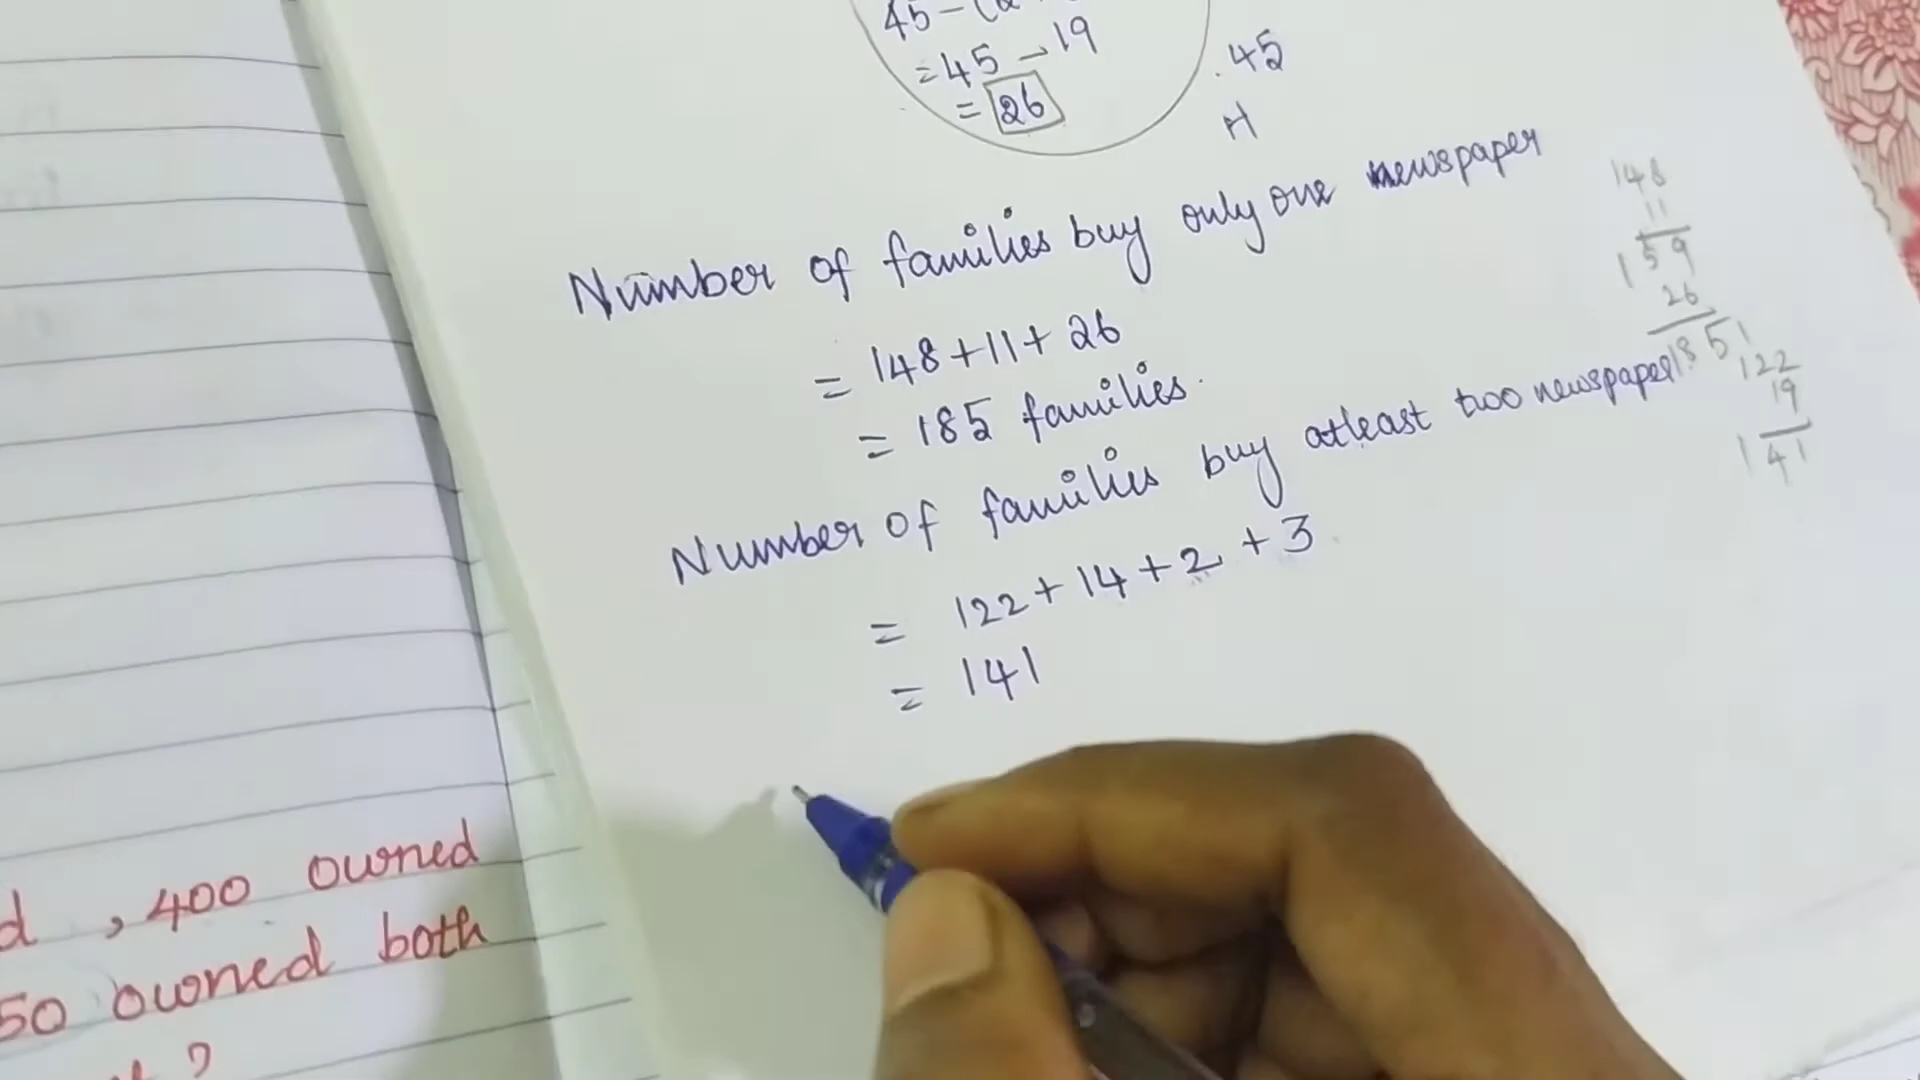 = 45 - 19
= 26
. 45
H
Number of families buy only one newspaper
= 148+11+26
= 185 families.
Number of families buy atleast two newspaper
= 122+14+2+3
= 141
148
11
159
26
185
122
19
141
d , 400 owned
50 owned both
?